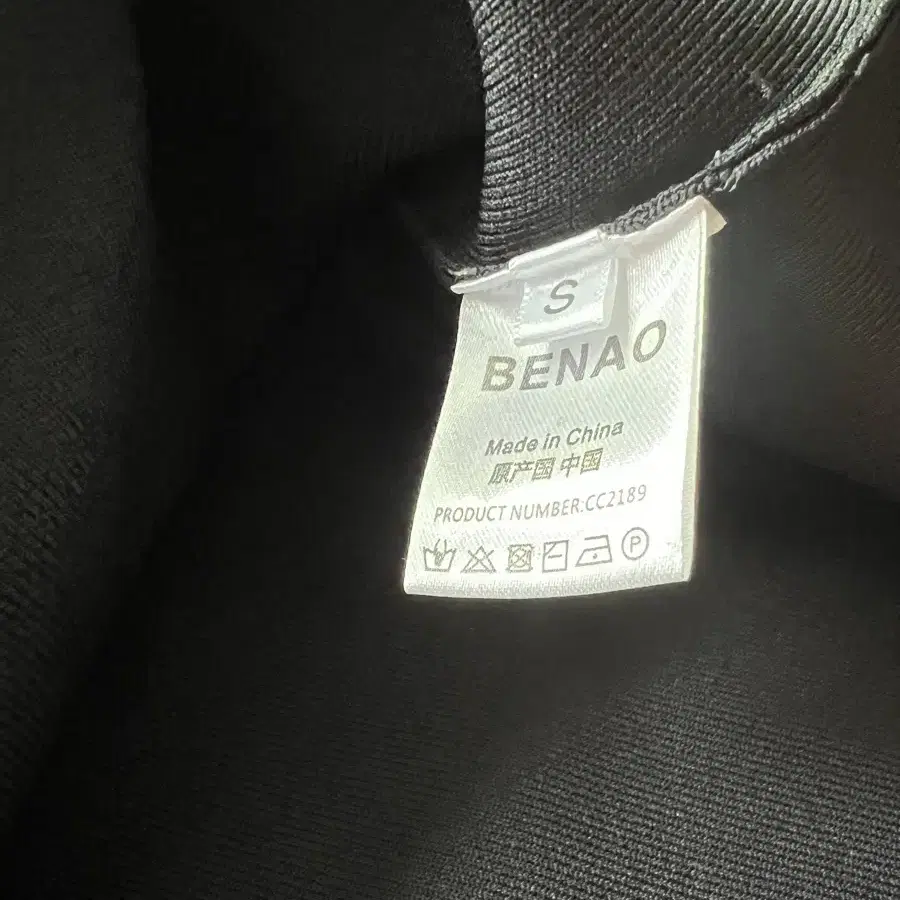 S
BENAO
Made in China
原产国 中国
PRODUCT NUMBER:CC2189
P